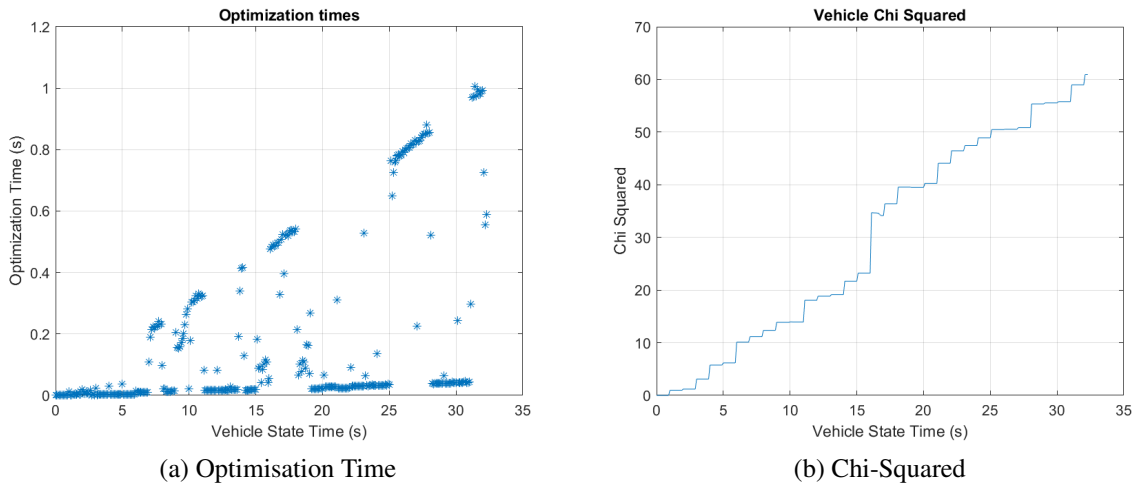 Optimization times
1.2
1
0.8
0.6
0.4
0.2
0
Optimization Time (s)
0 5 10 15 20 25 30 35
Vehicle State Time (s)
(a) Optimisation Time
Vehicle Chi Squared
70
60
50
40
30
20
10
0
Chi Squared
0 5 10 15 20 25 30 35
Vehicle State Time (s)
(b) Chi-Squared